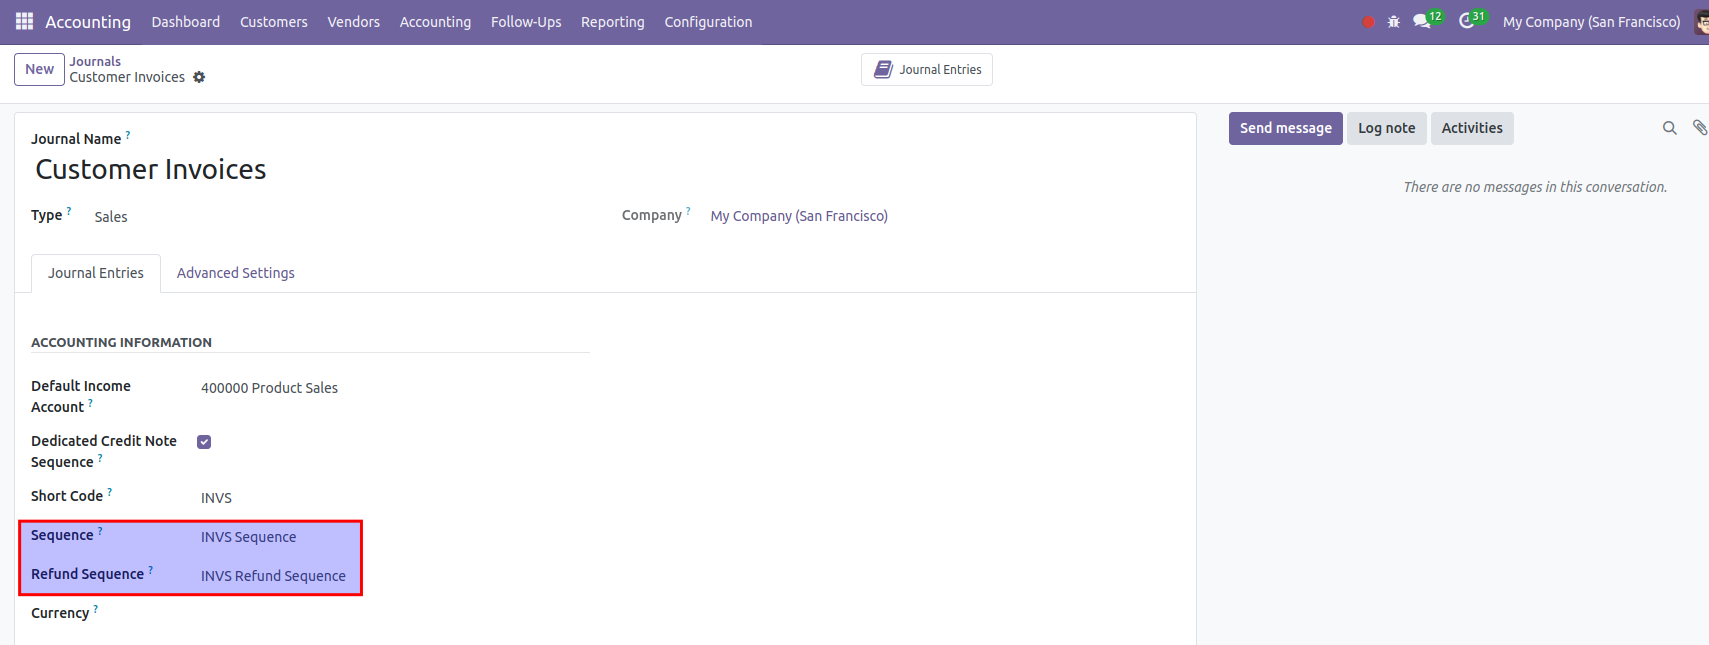 Accounting Dashboard Customers Vendors Accounting Follow-Ups Reporting Configuration 12 31 My Company (San Francisco)
New Journals
Customer Invoices
Journal Entries
Journal Name ?
Customer Invoices
Type ? Sales
Company ? My Company (San Francisco)
Journal Entries Advanced Settings
ACCOUNTING INFORMATION
Default Income
Account ? 400000 Product Sales
Dedicated Credit Note
Sequence ?
Short Code ? INVS
Sequence ? INVS Sequence
Refund Sequence ? INVS Refund Sequence
Currency ?
Send message Log note Activities
There are no messages in this conversation.